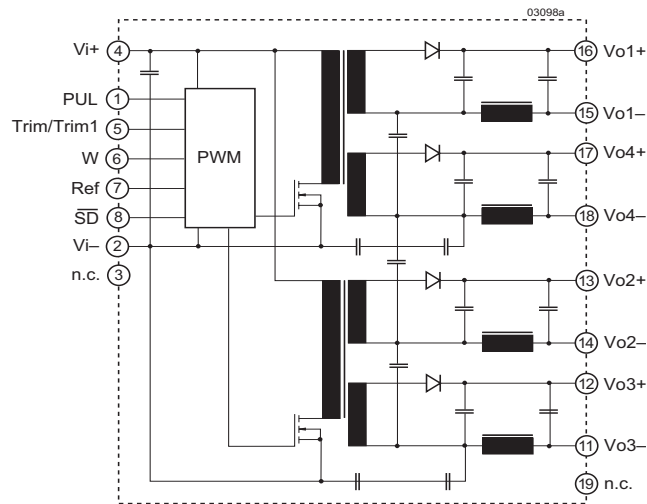 03098a
Vi+ 4
PUL 1
Trim/Trim1 5
W 6
Ref 7
SD 8
Vi– 2
n.c. 3
PWM
16 Vo1+
15 Vo1–
17 Vo4+
18 Vo4–
13 Vo2+
14 Vo2–
12 Vo3+
11 Vo3–
19 n.c.